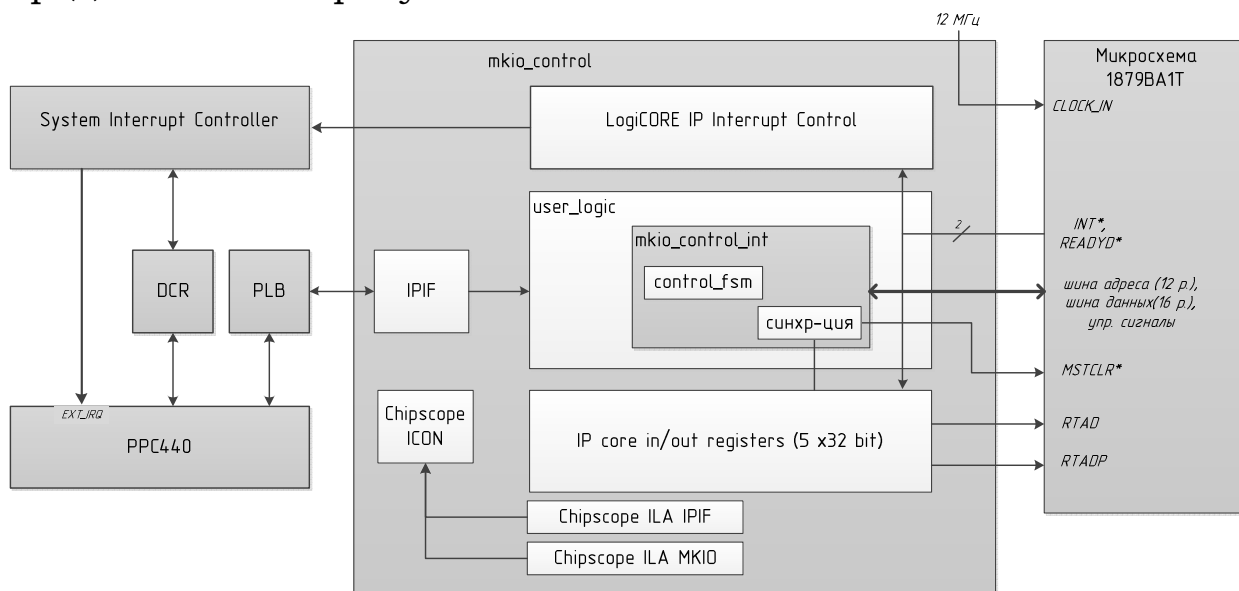 12 МГц
mkio_control
Микросхема
1879ВА1Т
CLOCK_IN
System Interrupt Controller
LogiCORE IP Interrupt Control
user_logic
mkio_control_int
control_fsm
синхр-ция
2
INT*,
READYD*
DCR
PLB
IPIF
шина адреса (12 р.),
шина данных(16 р.),
упр. сигналы
MSTCLR*
EXT_IRQ
PPC440
Chipscope
ICON
IP core in/out registers (5 x32 bit)
RTAD
RTADP
Chipscope ILA IPIF
Chipscope ILA MKIO